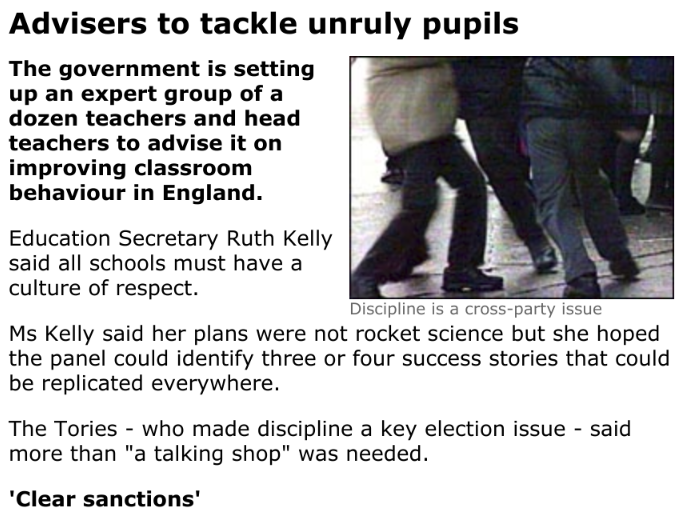 Advisers to tackle unruly pupils
The government is setting
up an expert group of a
dozen teachers and head
teachers to advise it on
improving classroom
behaviour in England.
Education Secretary Ruth Kelly
said all schools must have a
culture of respect.
Discipline is a cross-party issue
Ms Kelly said her plans were not rocket science but she hoped
the panel could identify three or four success stories that could
be replicated everywhere.
The Tories - who made discipline a key election issue - said
more than "a talking shop" was needed.
'Clear sanctions'